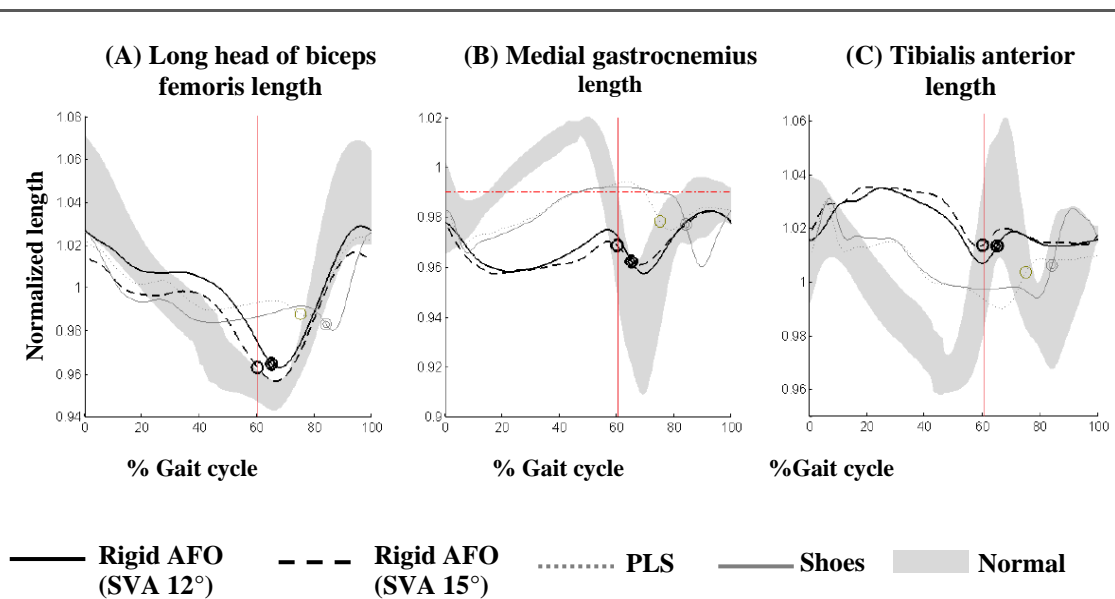 (A) Long head of biceps
femoris length
(B) Medial gastrocnemius
length
(C) Tibialis anterior
length
Normalized length
1.08
1.06
1.04
1.02
1
0.98
0.96
0.94
0 20 40 60 80 100
1.02
1
0.98
0.96
0.94
0.92
0.9
0 20 40 60 80 100
1.06
1.04
1.02
1
0.98
0.96
0 20 40 60 80 100
% Gait cycle
% Gait cycle
%Gait cycle
Rigid AFO
(SVA 12°)
Rigid AFO
(SVA 15°)
PLS
Shoes
Normal